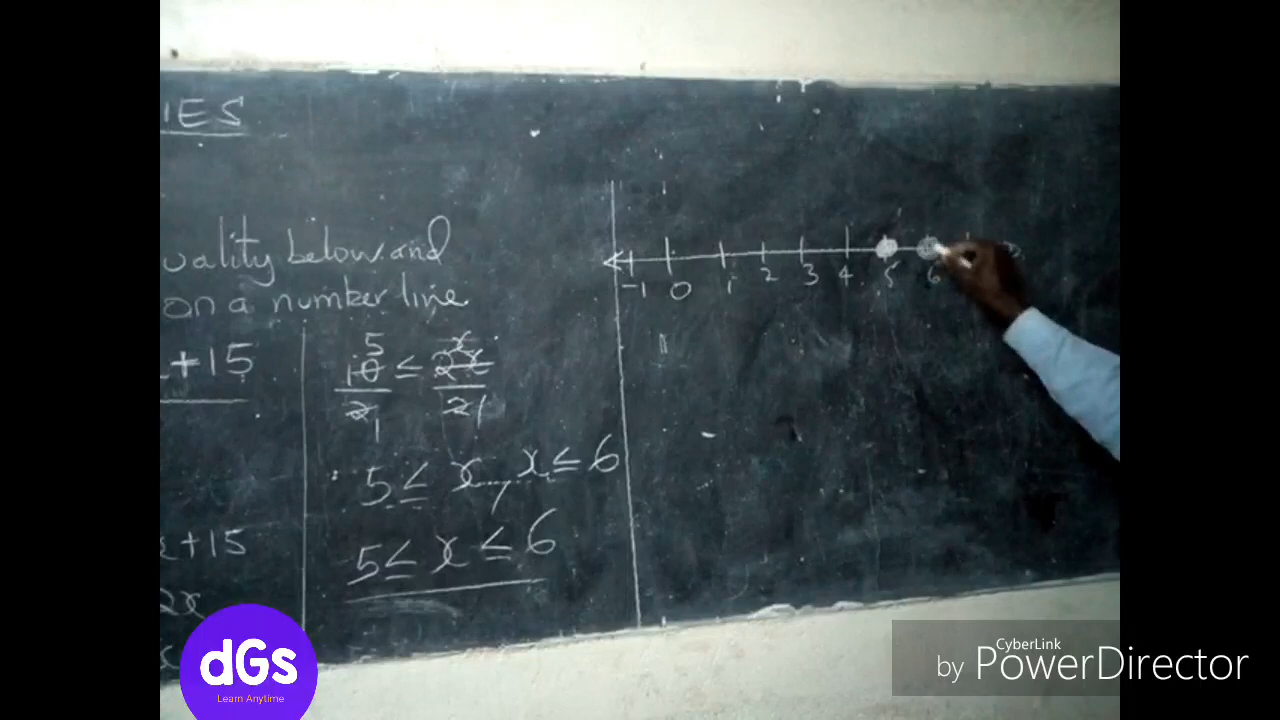 IES
uality below and
on a number line
+15
5 x
10 ≤ 2x
2 1 2 1
5 ≤ x, x ≤ 6
5 ≤ x ≤ 6
+15
2x
x
-1 0 1 2 3 4 5 6
dGs
Learn Anytime
CyberLink
by PowerDirector